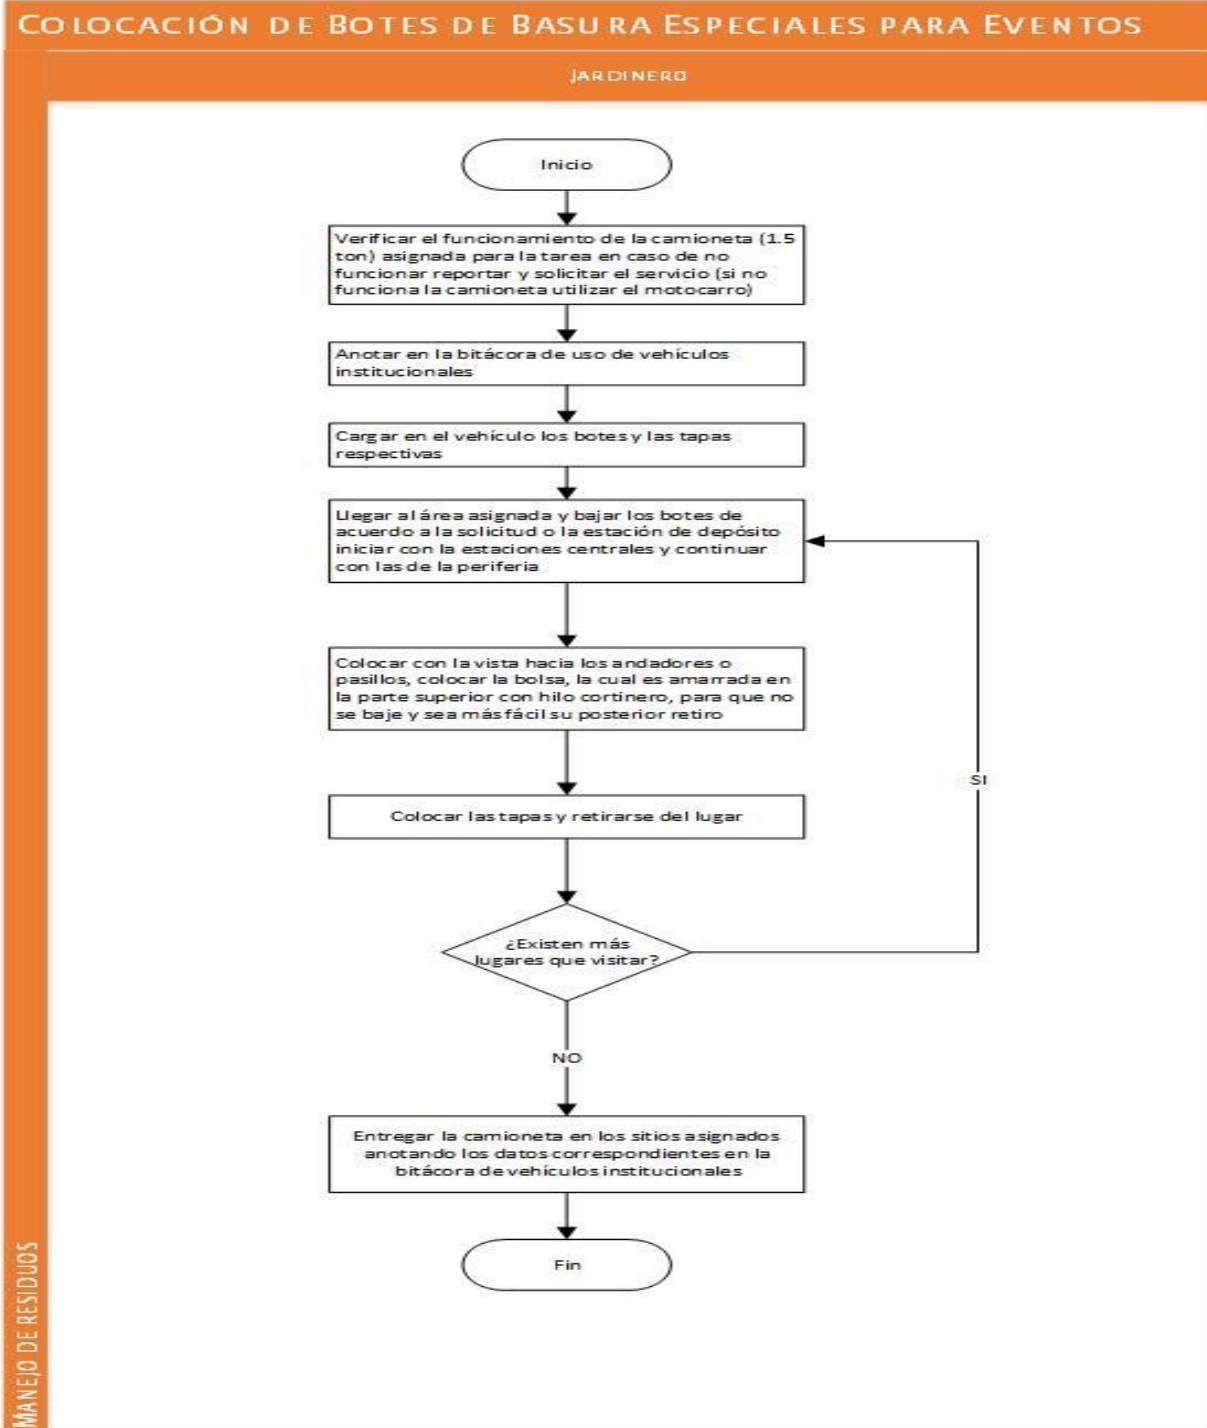 COLOCACIÓN DE BOTES DE BASURA ESPECIALES PARA EVENTOS
JARDINERO
Inicio
Verificar el funcionamiento de la camioneta (1.5
ton) asignada para la tarea en caso de no
funcionar reportar y solicitar el servicio (si no
funciona la camioneta utilizar el motocarro)
Anotar en la bitácora de uso de vehículos
institucionales
Cargar en el vehículo los botes y las tapas
respectivas
Llegar al área asignada y bajar los botes de
acuerdo a la solicitud o la estación de depósito
iniciar con la estaciones centrales y continuar
con las de la periferia
Colocar con la vista hacia los andadores o
pasillos, colocar la bolsa, la cual es amarrada en
la parte superior con hilo cortinero, para que no
se baje y sea más fácil su posterior retiro
SI
Colocar las tapas y retirarse del lugar
¿Existen más
lugares que visitar?
NO
Entregar la camioneta en los sitios asignados
anotando los datos correspondientes en la
bitácora de vehículos institucionales
Fin
MANEJO DE RESIDUOS